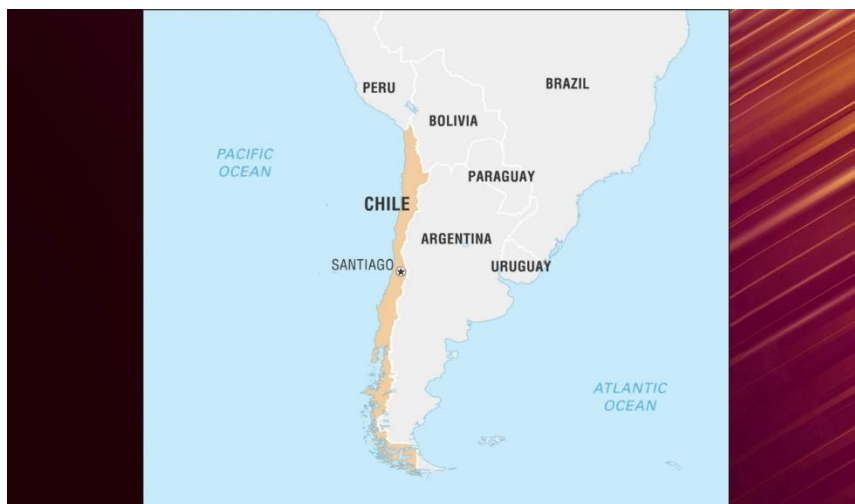 PERU
BRAZIL
BOLIVIA
PACIFIC
OCEAN
PARAGUAY
CHILE
ARGENTINA
SANTIAGO
URUGUAY
ATLANTIC
OCEAN